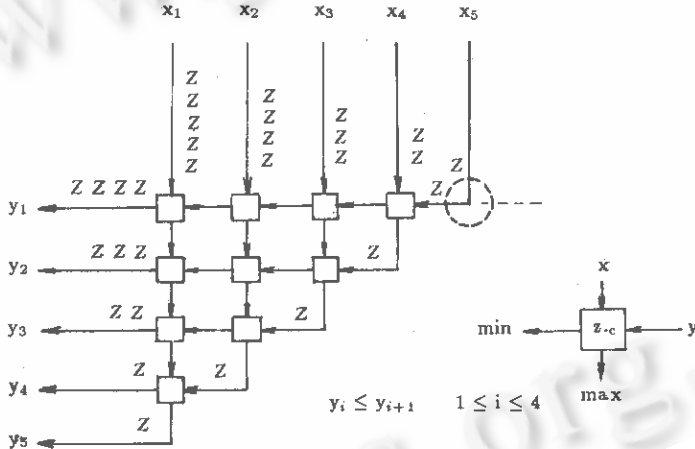 x1 x2 x3 x4 x5
Z
Z Z
Z Z
Z Z Z Z
Z Z Z Z
Z Z Z Z Z
y1 Z Z Z Z Z
y2 Z Z Z Z
x
y3 Z Z Z
min z·c y
y4 Z Z
max
yi ≤ yi+1 1 ≤ i ≤ 4
y5 Z